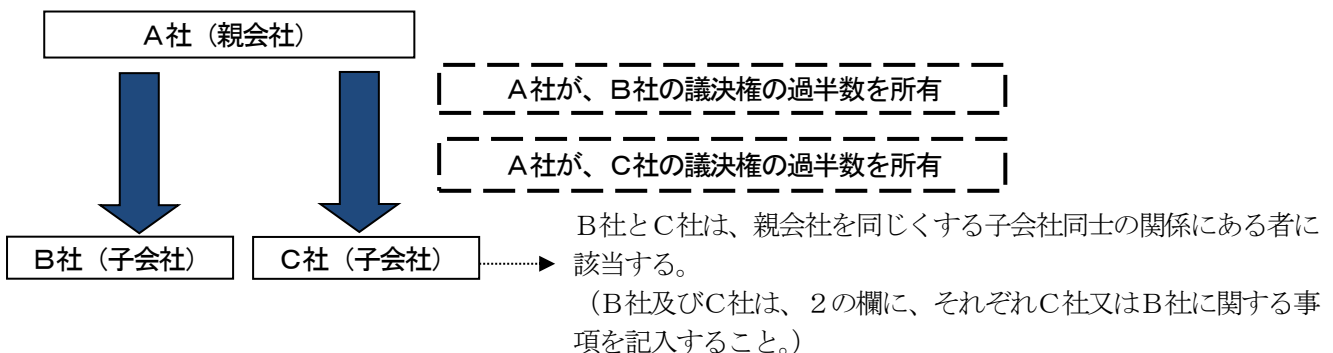 A社(親会社)
A社が、B社の議決権の過半数を所有
A社が、C社の議決権の過半数を所有
B社(子会社)
C社(子会社)
B社とC社は、親会社を同じくする子会社同士の関係にある者に
該当する。
(B社及びC社は、2の欄に、それぞれC社又はB社に関する事
項を記入すること。)